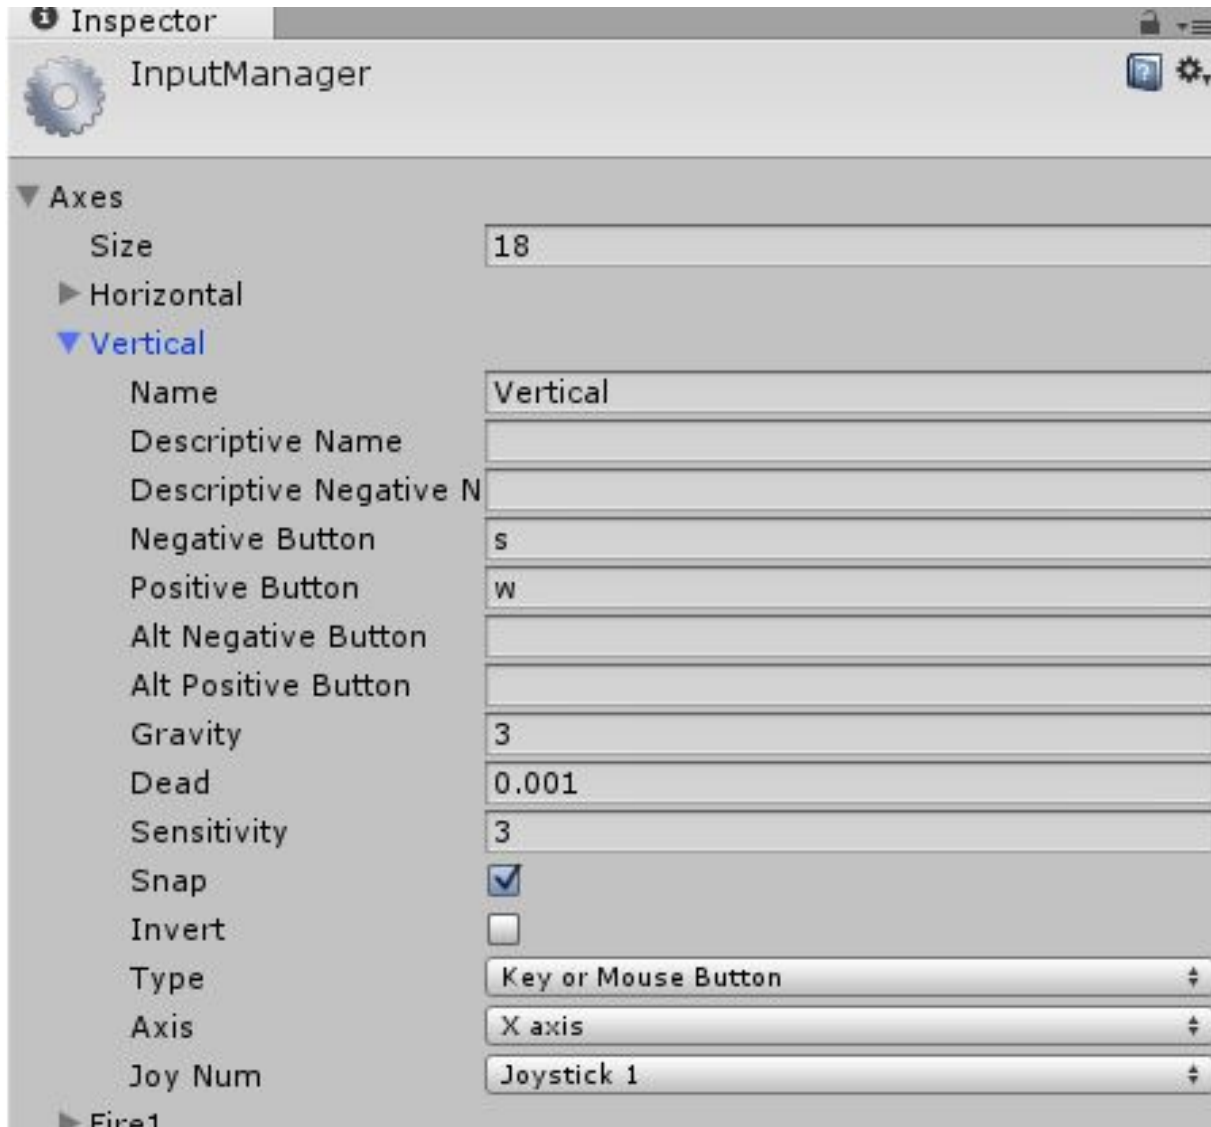 Inspector
InputManager
Axes
Size 18
Horizontal
Vertical
Name Vertical
Descriptive Name
Descriptive Negative N
Negative Button s
Positive Button w
Alt Negative Button
Alt Positive Button
Gravity 3
Dead 0.001
Sensitivity 3
Snap
Invert
Type Key or Mouse Button
Axis X axis
Joy Num Joystick 1
Fire1